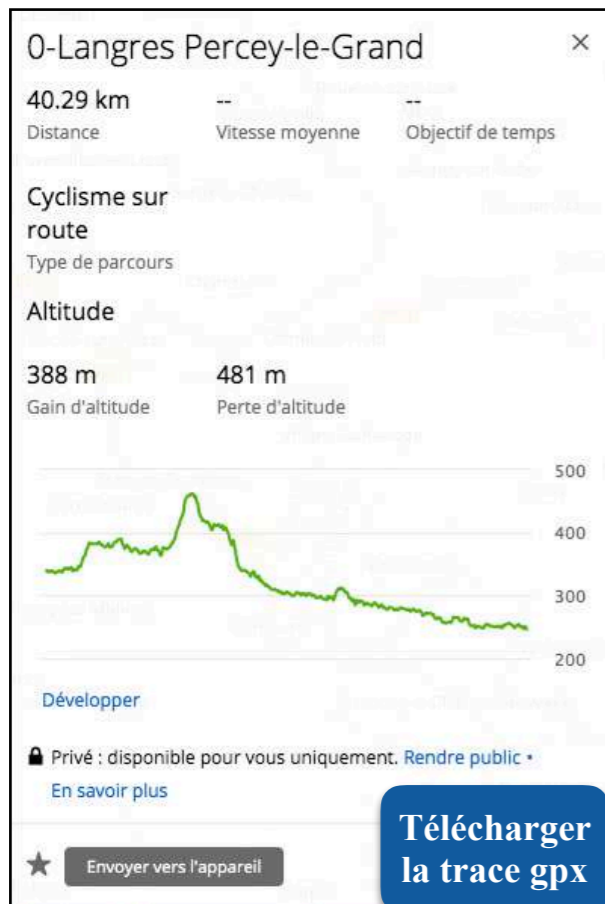 0-Langres Percey-le-Grand ×
40.29 km -- --
Distance Vitesse moyenne Objectif de temps
Cyclisme sur
route
Type de parcours
Altitude
388 m 481 m
Gain d'altitude Perte d'altitude
500
400
300
200
Développer
Privé : disponible pour vous uniquement. Rendre public •
En savoir plus
Envoyer vers l'appareil
Télécharger
la trace gpx